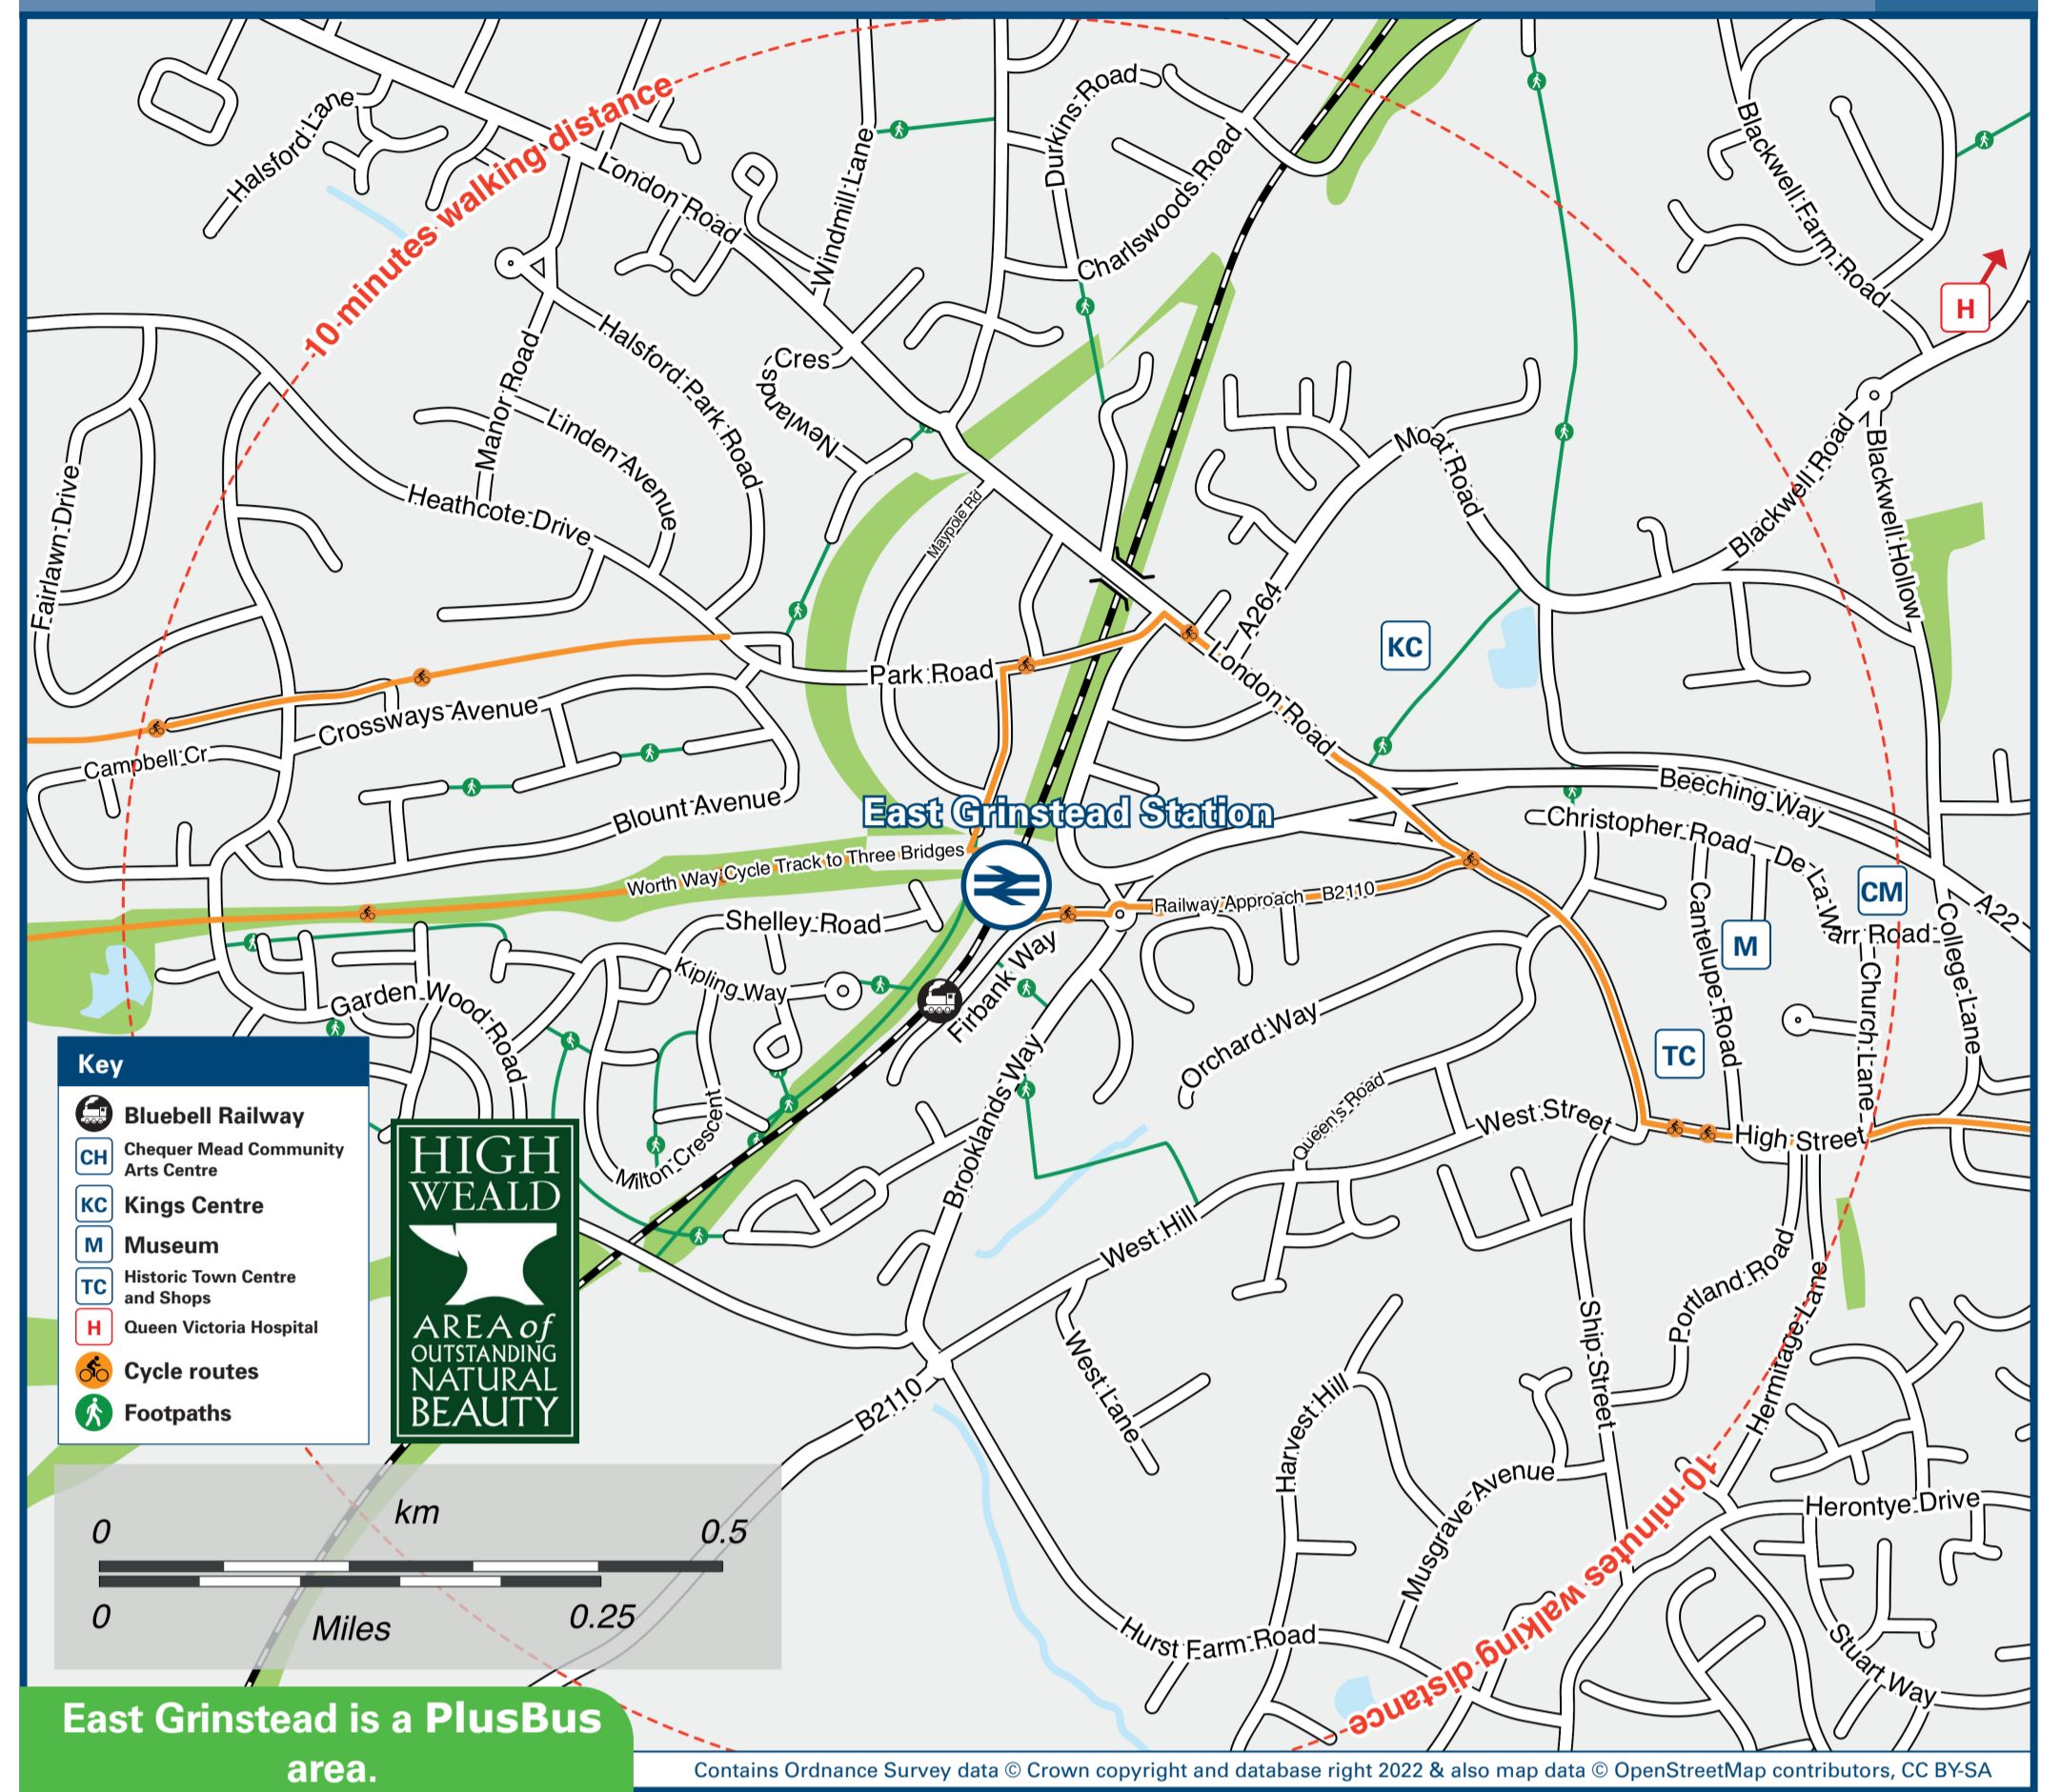 Halsford Lane
10 minutes walking distance
London Road
Windmill Lane
Durkins Road
Charlswoods Road
Blackwell Farm Road
H
Manor Road
Halsford Park Road
Linden Avenue
Newlands Cres
Heathcote Drive
Fairlawn Drive
Maypole Rd
Moat Road
A264
Blackwell Road
Blackwell Hollow
KC
Park Road
London Road
Crossways Avenue
Campbell Cr
Blount Avenue
East Grinstead Station
Beeching Way
Christopher Road
De La Warr Road
CM
A22
Worth Way Cycle Track to Three Bridges
Railway Approach
B2110
Shelley Road
Kipling Way
Firbank Way
Garden Wood Road
Cantelupe Road
M
College Lane
Church Lane
Orchard Way
TC
Brooklands Way
Queen's Road
West Street
High Street
Milton Crescent
West Hill
Portland Road
Hermitage Lane
Ship Street
West Lane
B2110
Harvest Hill
Musgrave Avenue
Herontye Drive
Hurst Farm Road
Stuart Way
10 minutes walking distance
Key
Bluebell Railway
CH
Chequer Mead Community
Arts Centre
KC
Kings Centre
M
Museum
TC
Historic Town Centre
and Shops
H
Queen Victoria Hospital
Cycle routes
Footpaths
HIGH
WEALD
AREA of
OUTSTANDING
NATURAL
BEAUTY
km
0 0.5
0 0.25
Miles
East Grinstead is a PlusBus
area.
Contains Ordnance Survey data © Crown copyright and database right 2022 & also map data © OpenStreetMap contributors, CC BY-SA